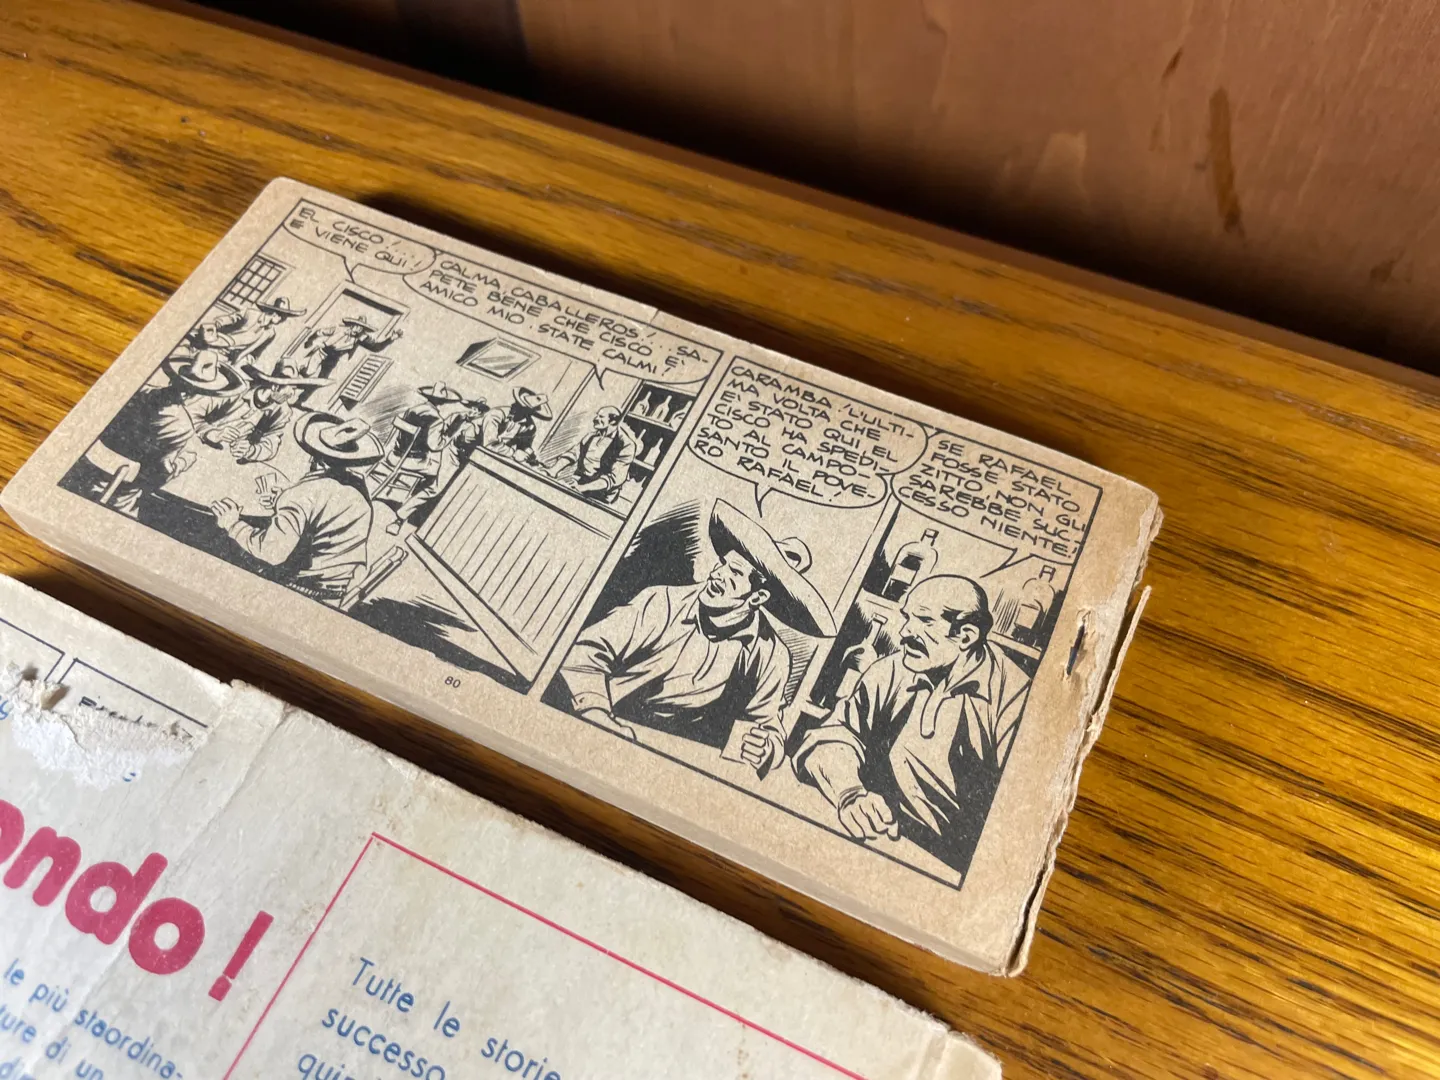 EL CISCO!...
E VIENE QUI!
CALMA, CABALLEROS!... SA-
PETE BENE CHE CISCO E'
AMICO MIO. STATE CALMI!
CARAMBA! L'ULTI-
MA VOLTA CHE
E' STATO QUI EL
CISCO HA SPEDI-
TO AL CAMPO-
SANTO IL POVE-
RO RAFAEL!
SE RAFAEL
FOSSE STATO
ZITTO, NON GLI
SAREBBE SUC-
CESSO NIENTE!
80
ondo!
le più staordina-
ture di un
Tutte le storie
successo